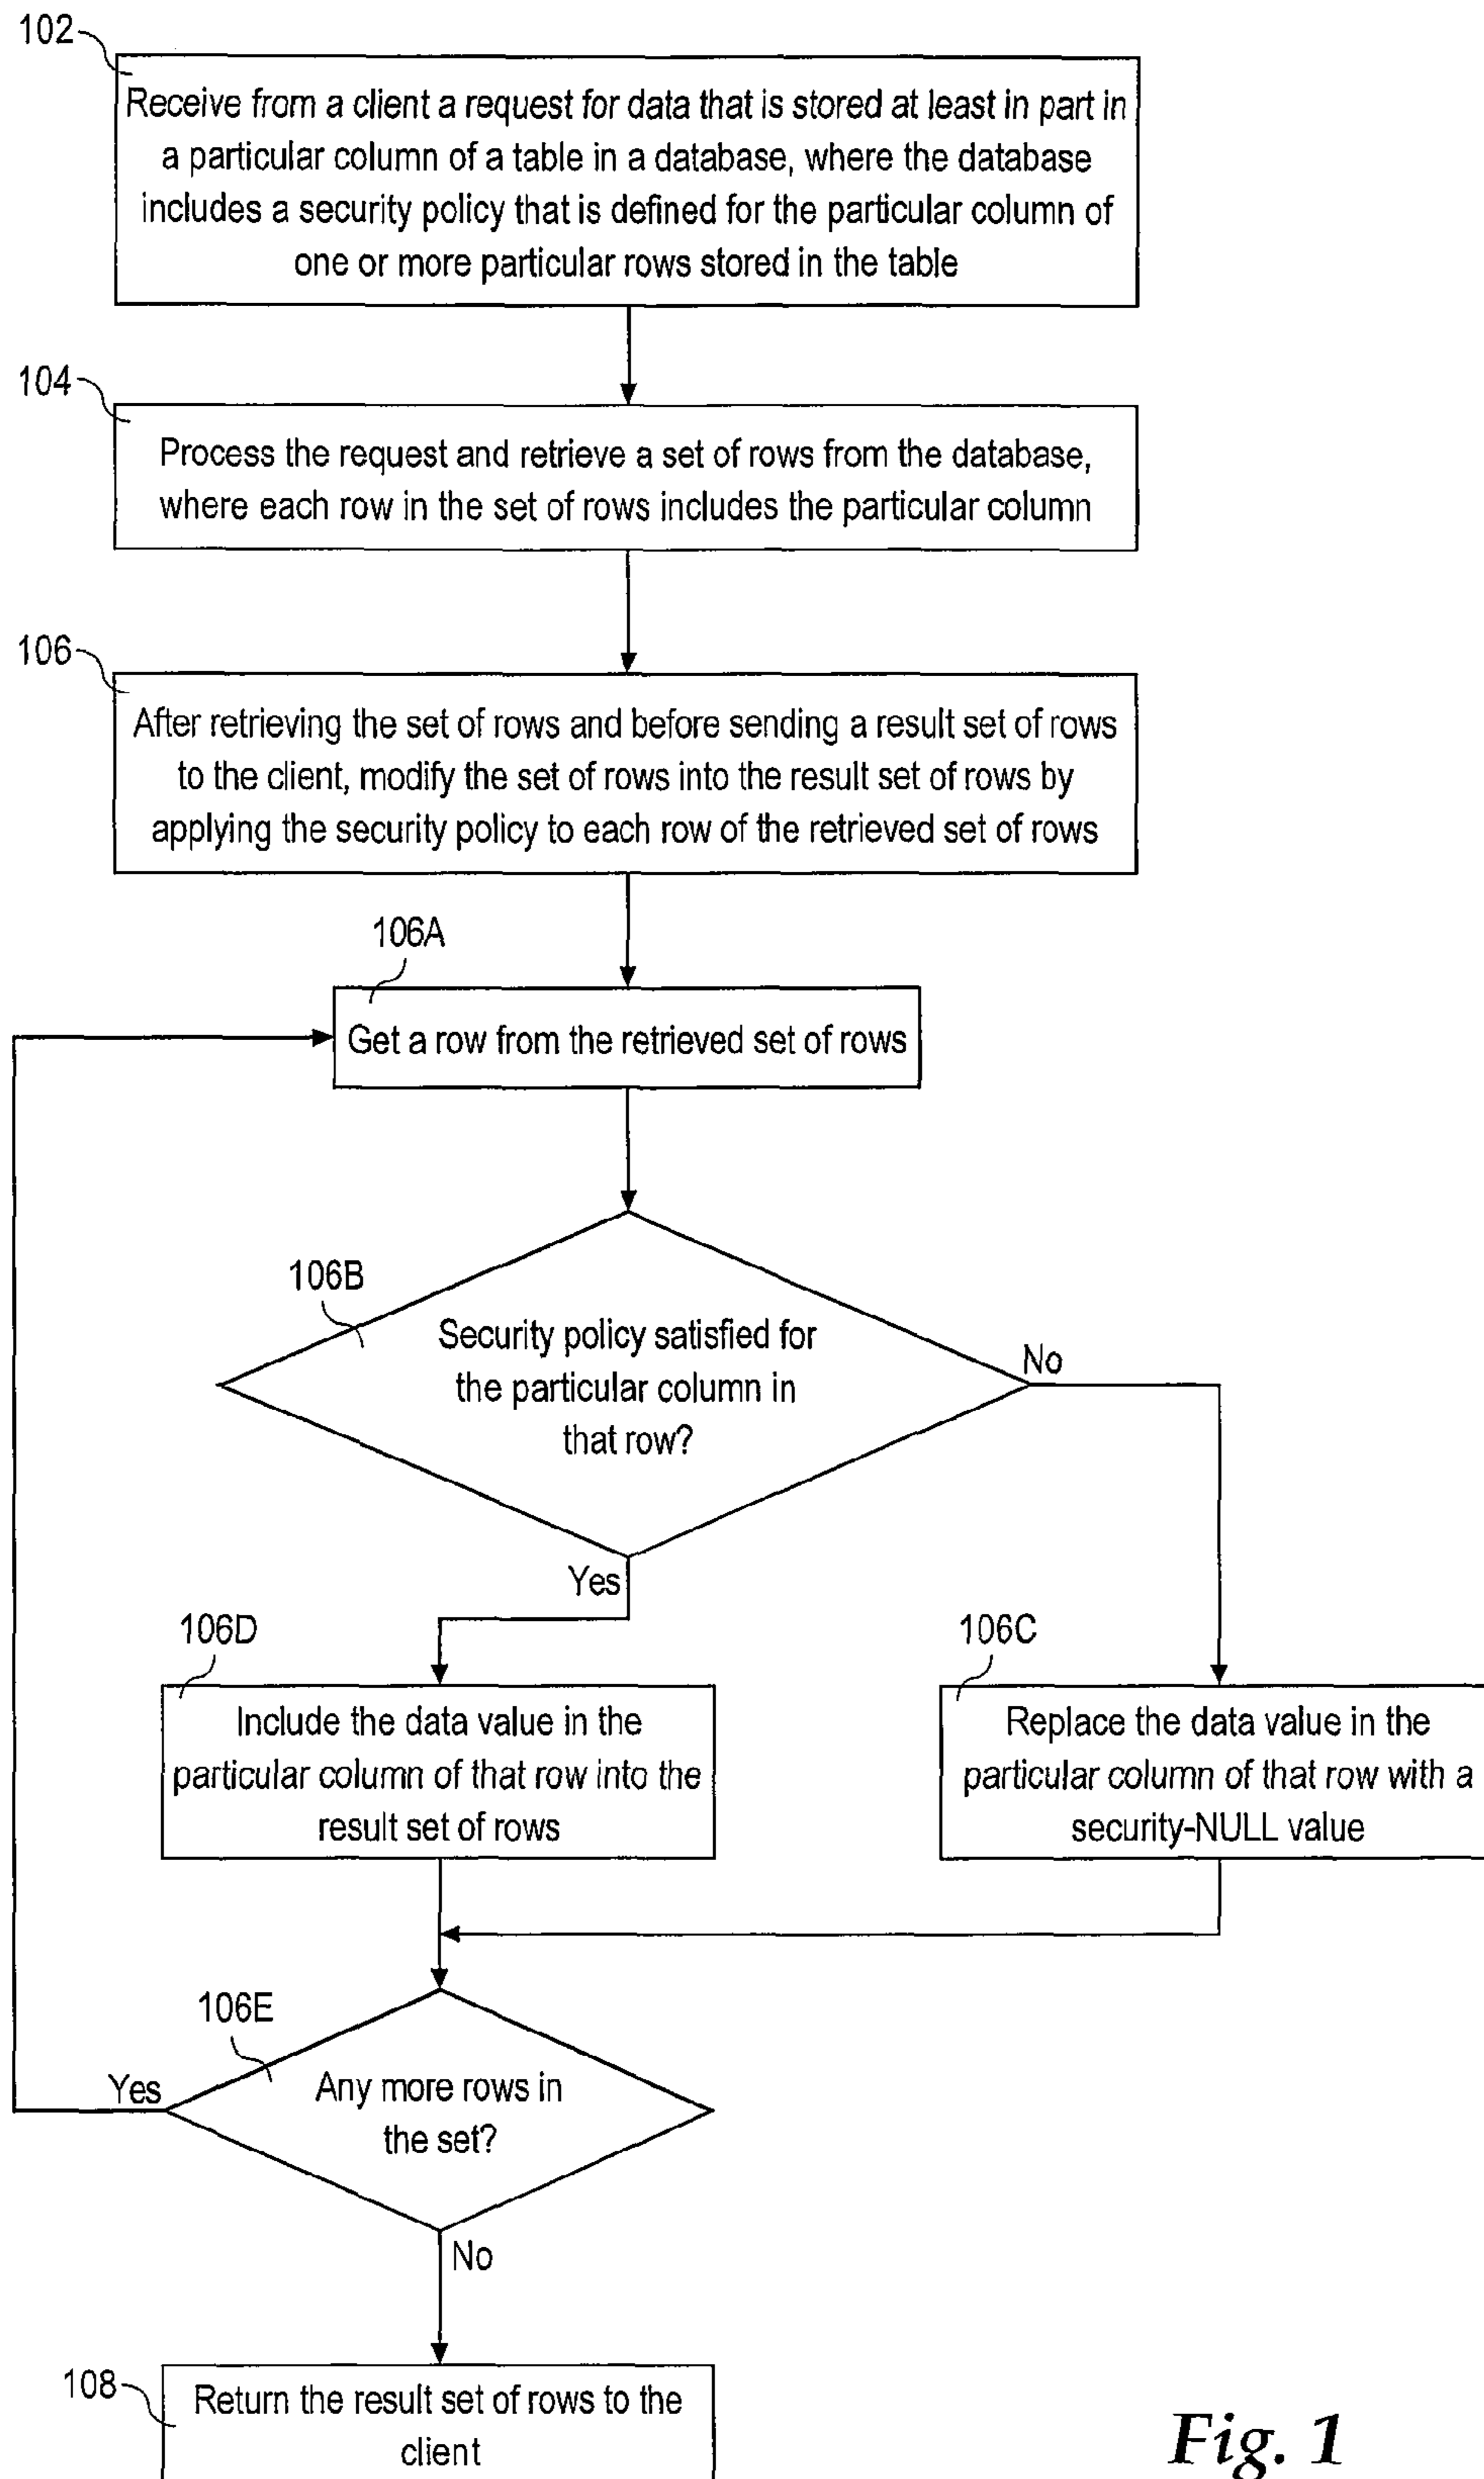 102
Receive from a client a request for data that is stored at least in part in
a particular column of a table in a database, where the database
includes a security policy that is defined for the particular column of
one or more particular rows stored in the table
104
Process the request and retrieve a set of rows from the database,
where each row in the set of rows includes the particular column
106
After retrieving the set of rows and before sending a result set of rows
to the client, modify the set of rows into the result set of rows by
applying the security policy to each row of the retrieved set of rows
106A
Get a row from the retrieved set of rows
106B
Security policy satisfied for
the particular column in
that row?
No
Yes
106D
Include the data value in the
particular column of that row into the
result set of rows
106C
Replace the data value in the
particular column of that row with a
security-NULL value
106E
Any more rows in
the set?
Yes
No
108
Return the result set of rows to the
client
Fig. 1